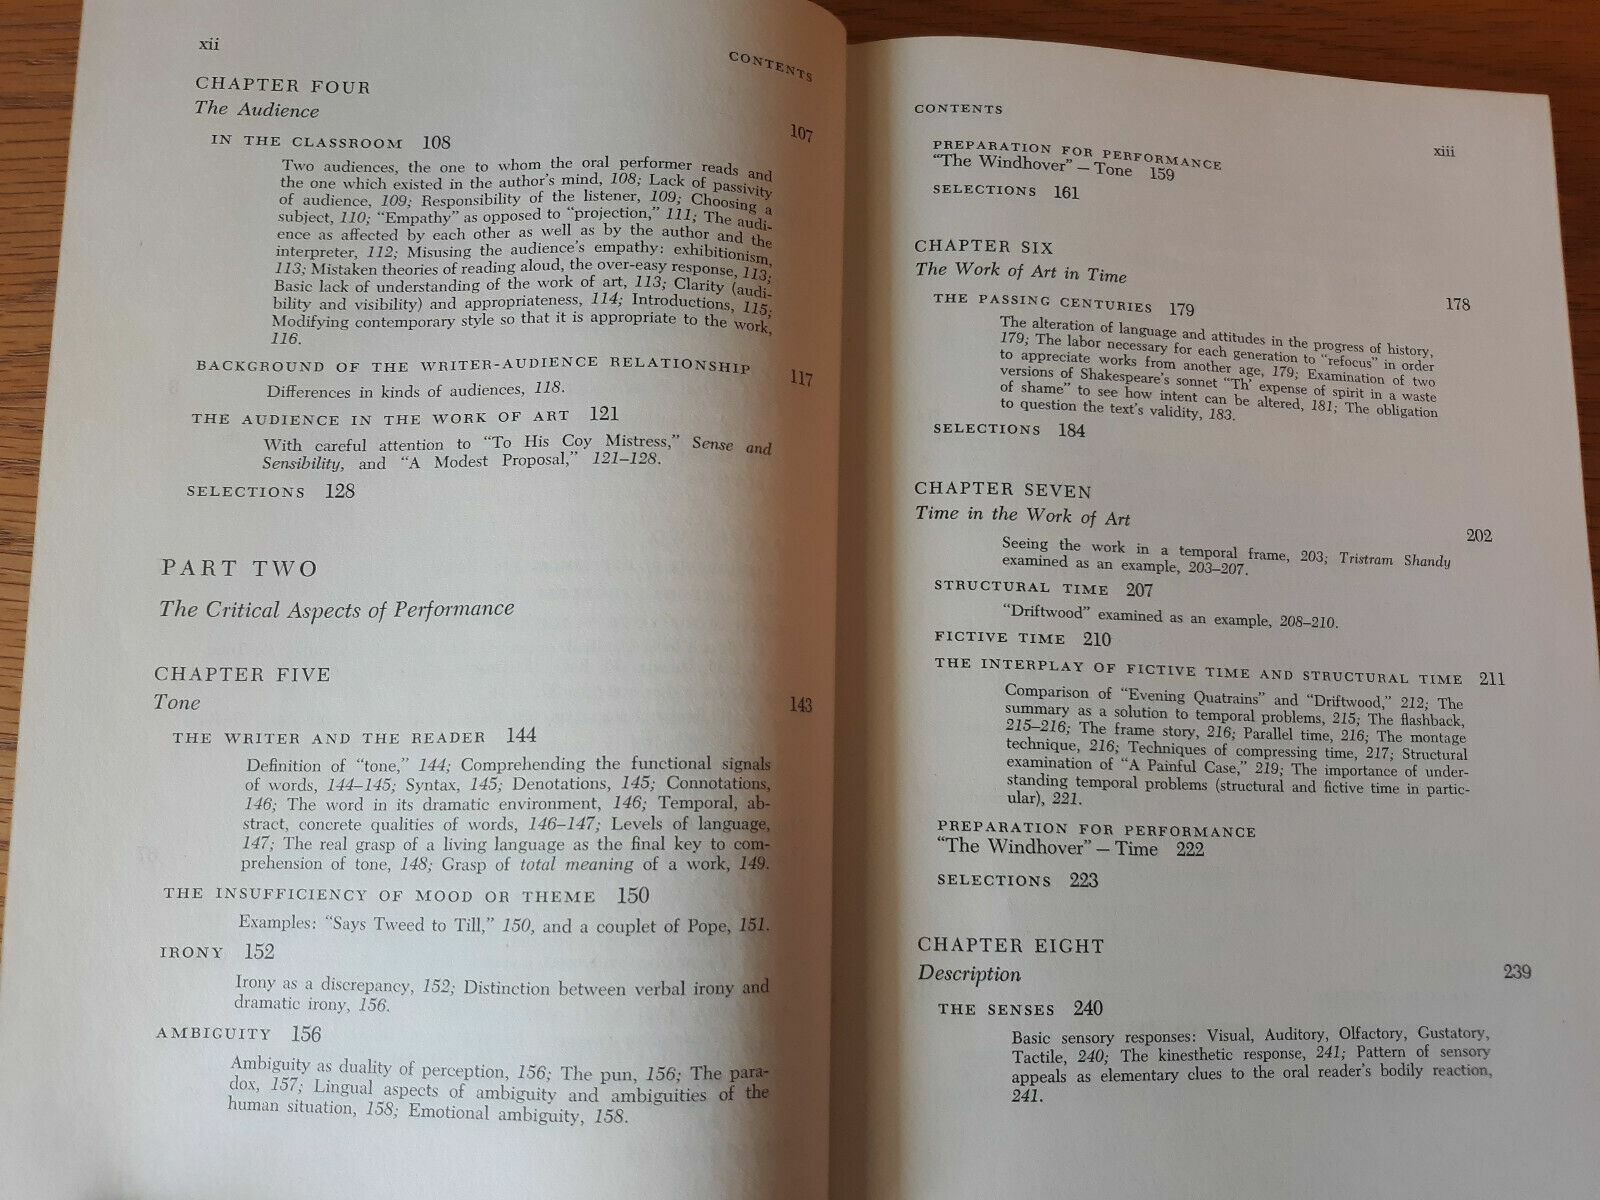 xii
CONTENTS
CHAPTER FOUR
The Audience
107
IN THE CLASSROOM 108
Two audiences, the one to whom the oral performer reads and
the one which existed in the author's mind, 108; Lack of passivity
of audience, 109; Responsibility of the listener, 109; Choosing a
subject, 110; "Empathy" as opposed to "projection," 111; The audi-
ence as affected by each other as well as by the author and the
interpreter, 112; Misusing the audience's empathy: exhibitionism,
113; Mistaken theories of reading aloud, the over-easy response, 113;
Basic lack of understanding of the work of art, 113; Clarity (audi-
bility and visibility) and appropriateness, 114; Introductions, 115;
Modifying contemporary style so that it is appropriate to the work,
116.
BACKGROUND OF THE WRITER-AUDIENCE RELATIONSHIP 117
Differences in kinds of audiences, 118.
THE AUDIENCE IN THE WORK OF ART 121
With careful attention to "To His Coy Mistress," Sense and
Sensibility, and "A Modest Proposal," 121–128.
SELECTIONS 128
PART TWO
The Critical Aspects of Performance
CHAPTER FIVE
Tone 143
THE WRITER AND THE READER 144
Definition of "tone," 144; Comprehending the functional signals
of words, 144–145; Syntax, 145; Denotations, 145; Connotations,
146; The word in its dramatic environment, 146; Temporal, ab-
stract, concrete qualities of words, 146–147; Levels of language,
147; The real grasp of a living language as the final key to com-
prehension of tone, 148; Grasp of total meaning of a work, 149.
THE INSUFFICIENCY OF MOOD OR THEME 150
Examples: "Says Tweed to Till," 150, and a couplet of Pope, 151.
IRONY 152
Irony as a discrepancy, 152; Distinction between verbal irony and
dramatic irony, 156.
AMBIGUITY 156
Ambiguity as duality of perception, 156; The pun, 156; The para-
dox, 157; Lingual aspects of ambiguity and ambiguities of the
human situation, 158; Emotional ambiguity, 158.
CONTENTS
xiii
PREPARATION FOR PERFORMANCE
"The Windhover" – Tone 159
SELECTIONS 161
CHAPTER SIX
The Work of Art in Time
178
THE PASSING CENTURIES 179
The alteration of language and attitudes in the progress of history,
179; The labor necessary for each generation to "refocus" in order
to appreciate works from another age, 179; Examination of two
versions of Shakespeare's sonnet "Th' expense of spirit in a waste
of shame" to see how intent can be altered, 181; The obligation
to question the text's validity, 183.
SELECTIONS 184
CHAPTER SEVEN
Time in the Work of Art
202
Seeing the work in a temporal frame, 203; Tristram Shandy
examined as an example, 203–207.
STRUCTURAL TIME 207
"Driftwood" examined as an example, 208–210.
FICTIVE TIME 210
THE INTERPLAY OF FICTIVE TIME AND STRUCTURAL TIME 211
Comparison of "Evening Quatrains" and "Driftwood," 212; The
summary as a solution to temporal problems, 215; The flashback,
215–216; The frame story, 216; Parallel time, 216; The montage
technique, 216; Techniques of compressing time, 217; Structural
examination of "A Painful Case," 219; The importance of under-
standing temporal problems (structural and fictive time in partic-
ular), 221.
PREPARATION FOR PERFORMANCE
"The Windhover" – Time 222
SELECTIONS 223
CHAPTER EIGHT
Description 239
THE SENSES 240
Basic sensory responses: Visual, Auditory, Olfactory, Gustatory,
Tactile, 240; The kinesthetic response, 241; Pattern of sensory
appeals as elementary clues to the oral reader's bodily reaction,
241.